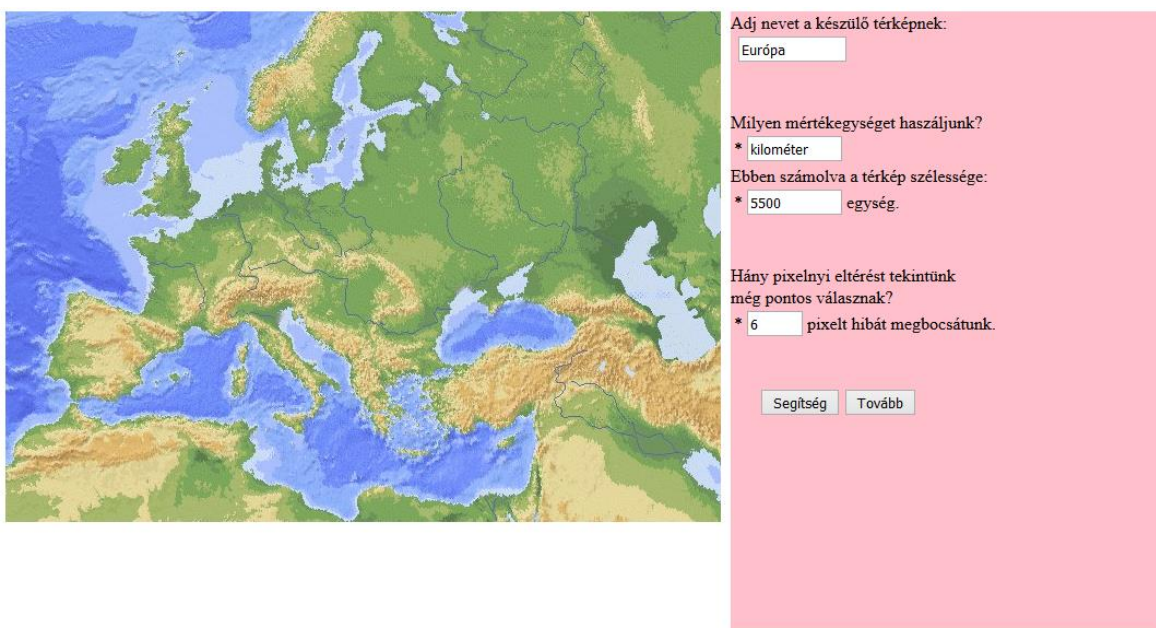 Adj nevet a készülő térképnek:
Európa
Milyen mértékegységet haszáljunk?
* kilométer
Ebben számolva a térkép szélessége:
* 5500 egység.
Hány pixelnyi eltérést tekintünk
még pontos válasznak?
* 6 pixelt hibát megbocsátunk.
Segítség Tovább